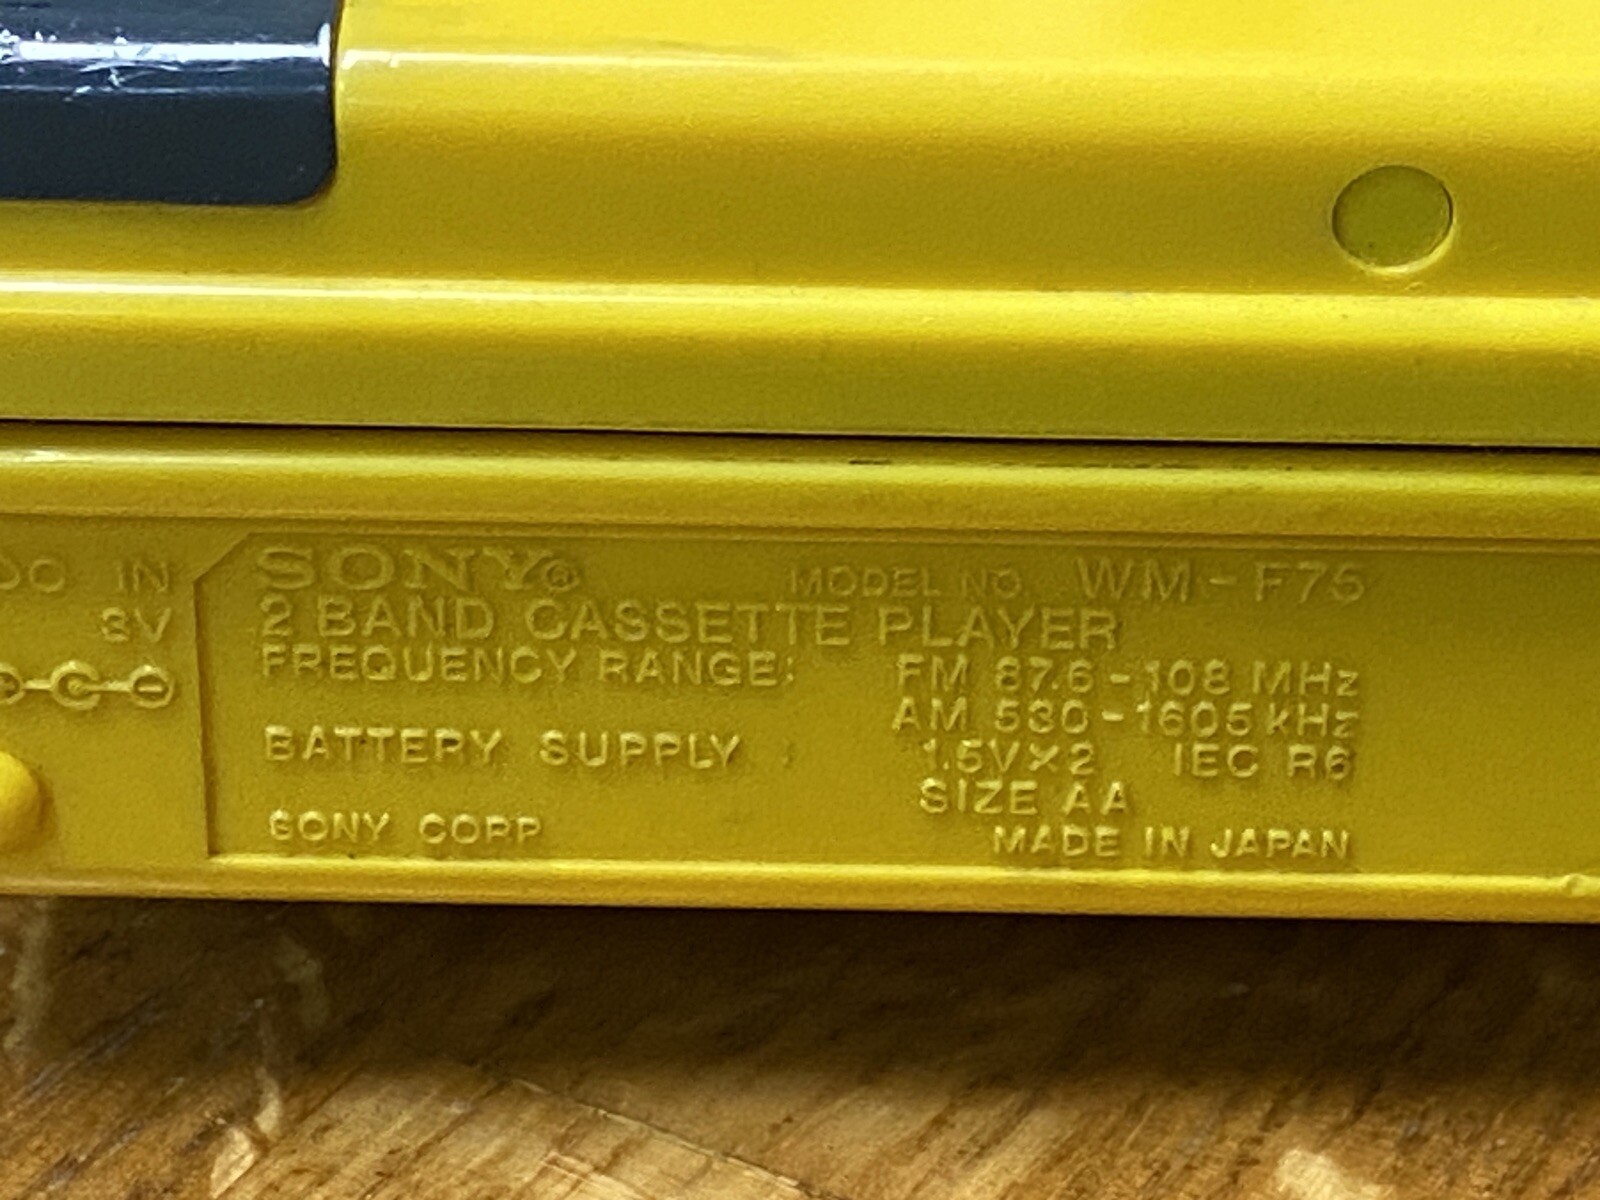 DC IN
3V
SONY® MODEL NO. WM-F75
2 BAND CASSETTE PLAYER
FREQUENCY RANGE: FM 87.6-108 MHz
AM 530-1605 kHz
BATTERY SUPPLY : 1.5V×2 IEC R6
SIZE AA
SONY CORP MADE IN JAPAN